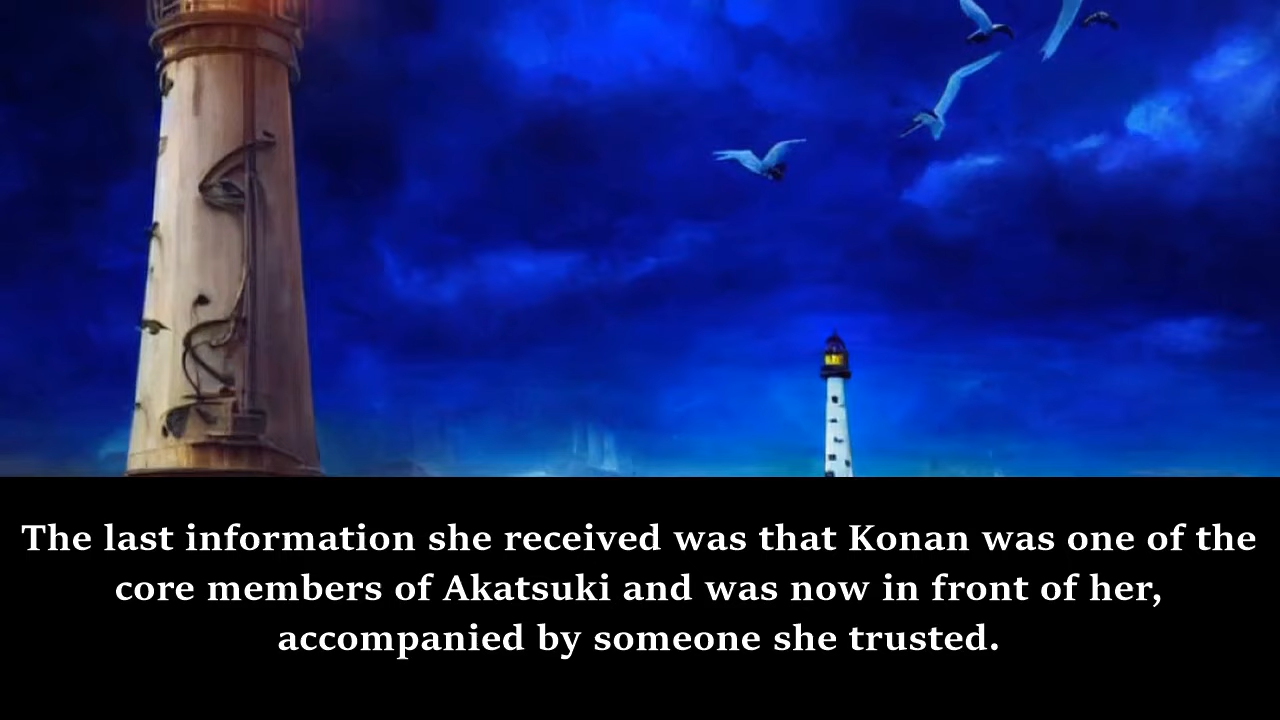 The last information she received was that Konan was one of the
core members of Akatsuki and was now in front of her,
accompanied by someone she trusted.